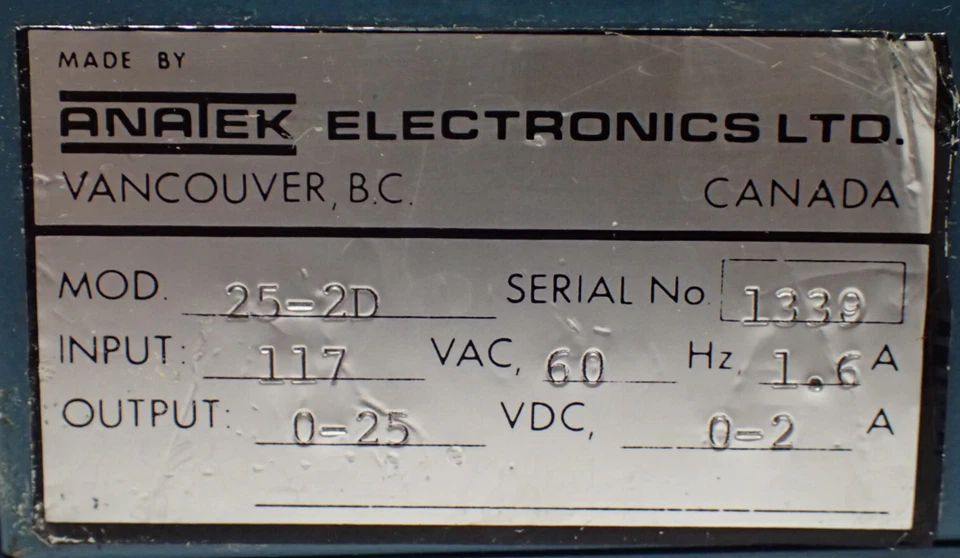 MADE BY
ANATEK ELECTRONICS LTD.
VANCOUVER, B.C. CANADA
MOD. 25-2D SERIAL No. 1339
INPUT: 117 VAC, 60 Hz, 1.6 A
OUTPUT: 0-25 VDC, 0-2 A